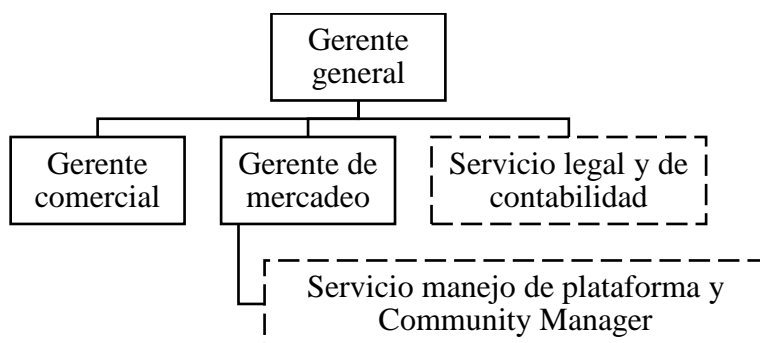 Gerente
general
Gerente
comercial
Gerente de
mercadeo
Servicio legal y de
contabilidad
Servicio manejo de plataforma y
Community Manager